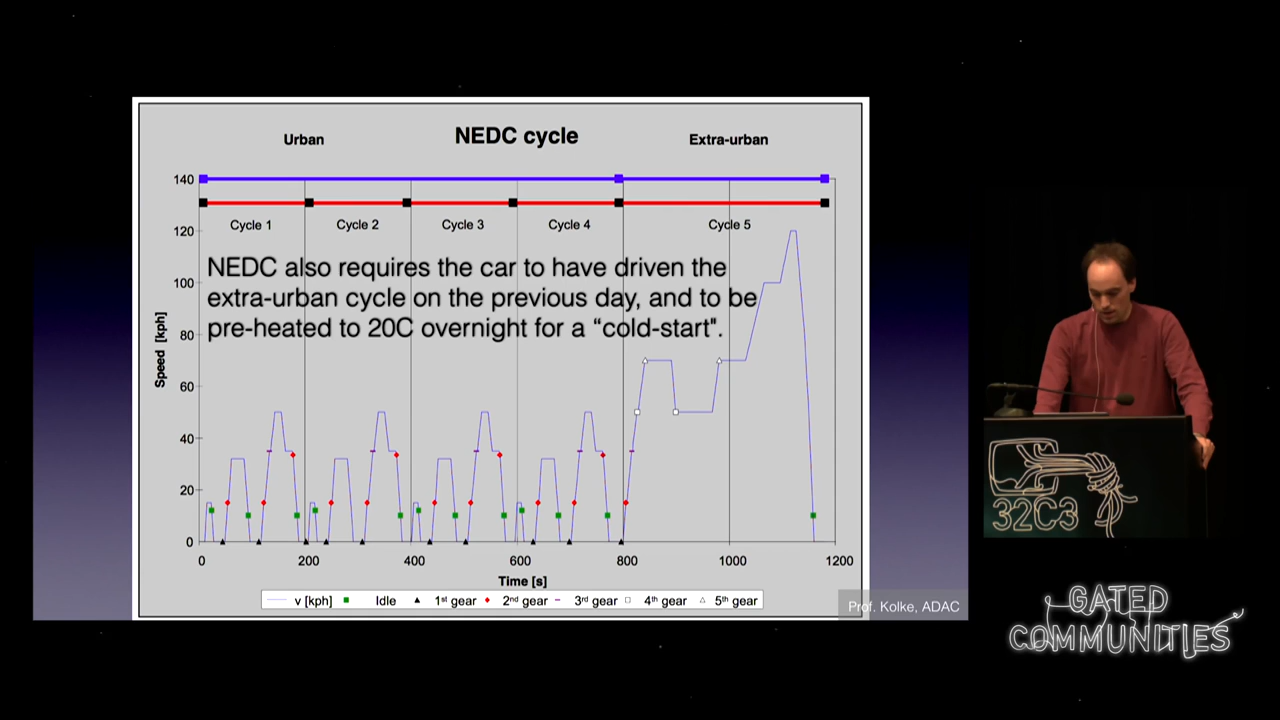 Urban
NEDC cycle
Extra-urban
140
Cycle 1
Cycle 2
Cycle 3
Cycle 4
Cycle 5
120
NEDC also requires the car to have driven the
extra-urban cycle on the previous day, and to be
pre-heated to 20C overnight for a “cold-start".
100
80
60
40
20
0
Speed [kph]
0 200 400 600 800 1000 1200
Time [s]
v [kph] Idle 1st gear 2nd gear 3rd gear 4th gear 5th gear
Prof. Kolke, ADAC
32C3
GATED
COMMUNITIES